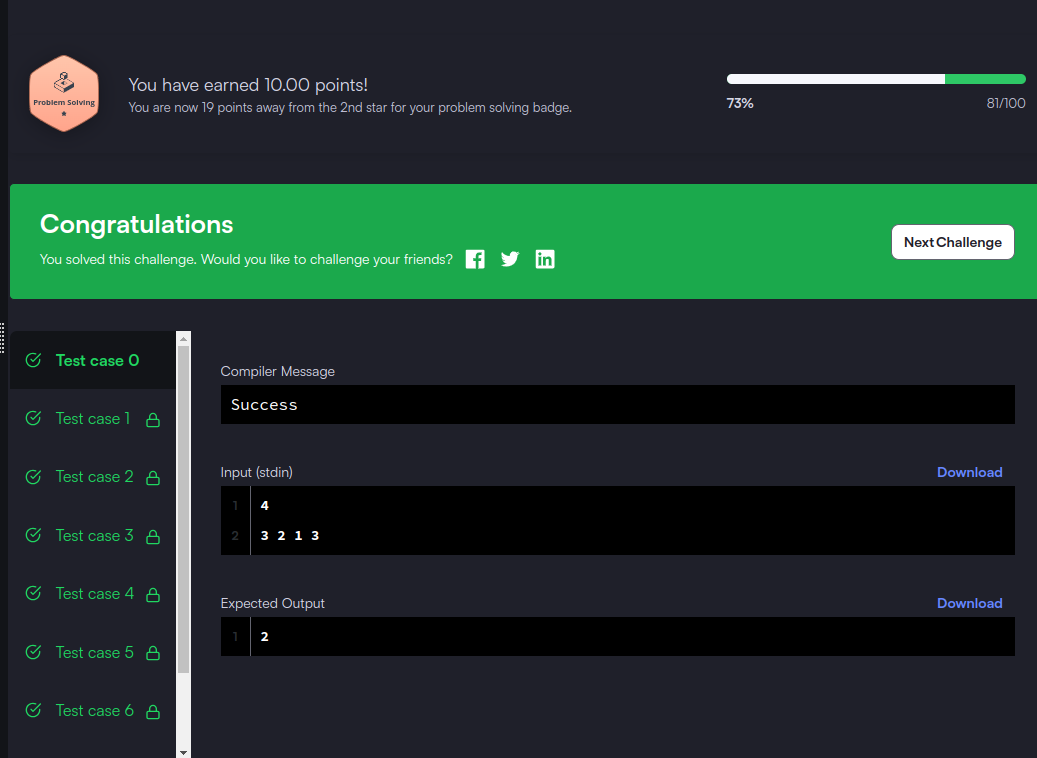 Problem Solving
You have earned 10.00 points!
You are now 19 points away from the 2nd star for your problem solving badge.
73%
81/100
Congratulations
You solved this challenge. Would you like to challenge your friends?
Next Challenge
Test case 0
Test case 1
Test case 2
Test case 3
Test case 4
Test case 5
Test case 6
Compiler Message
Success
Input (stdin)
Download
1 4
2 3 2 1 3
Expected Output
Download
1 2